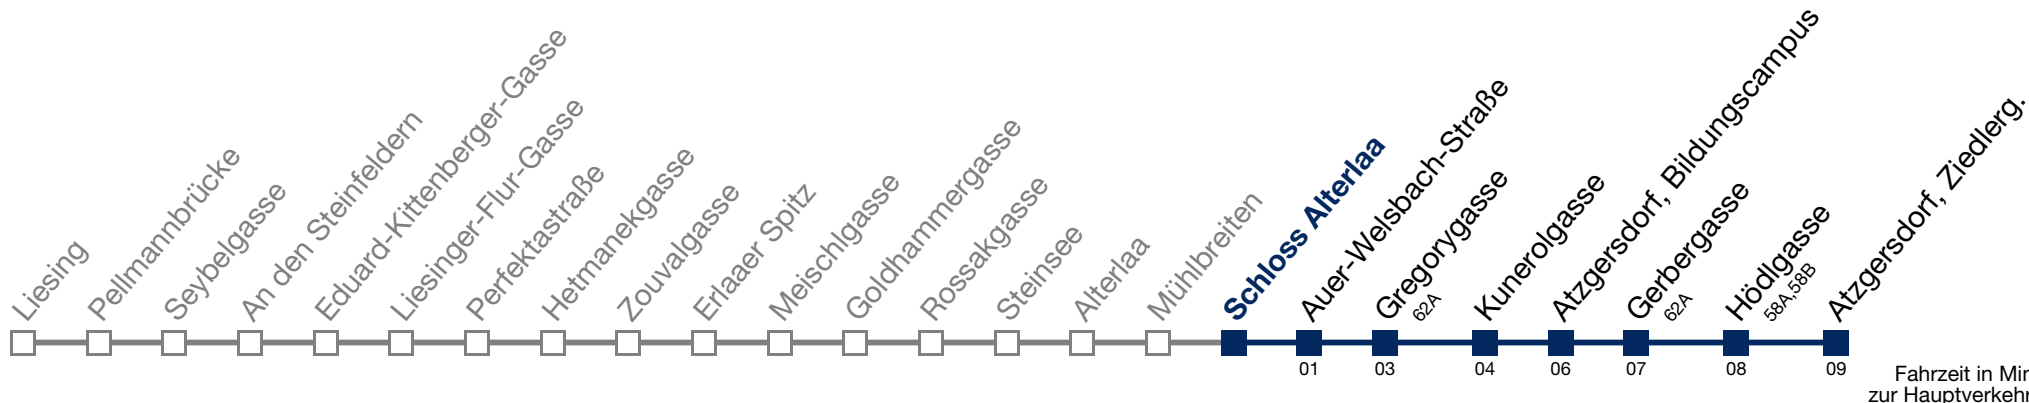 Liesing
Pellmannbrücke
Seybelgasse
An den Steinfeldern
Eduard-Kittenberger-Gasse
Liesinger-Flur-Gasse
Perfektastraße
Hetmanekgasse
Zouvalgasse
Erlaaer Spitz
Meischlgasse
Goldhammergasse
Rossakgasse
Steinsee
Alterlaa
Mühlbreiten
Schloss Alterlaa
Auer-Welsbach-Straße
Gregorygasse
62A
Kunerolgasse
Atzgersdorf, Bildungscampus
Gerbergasse
62A
Hödlgasse
58A,58B
Atzgersdorf, Ziedlerg.
01
03
04
06
07
08
09
Fahrzeit in Min
zur Hauptverkehr